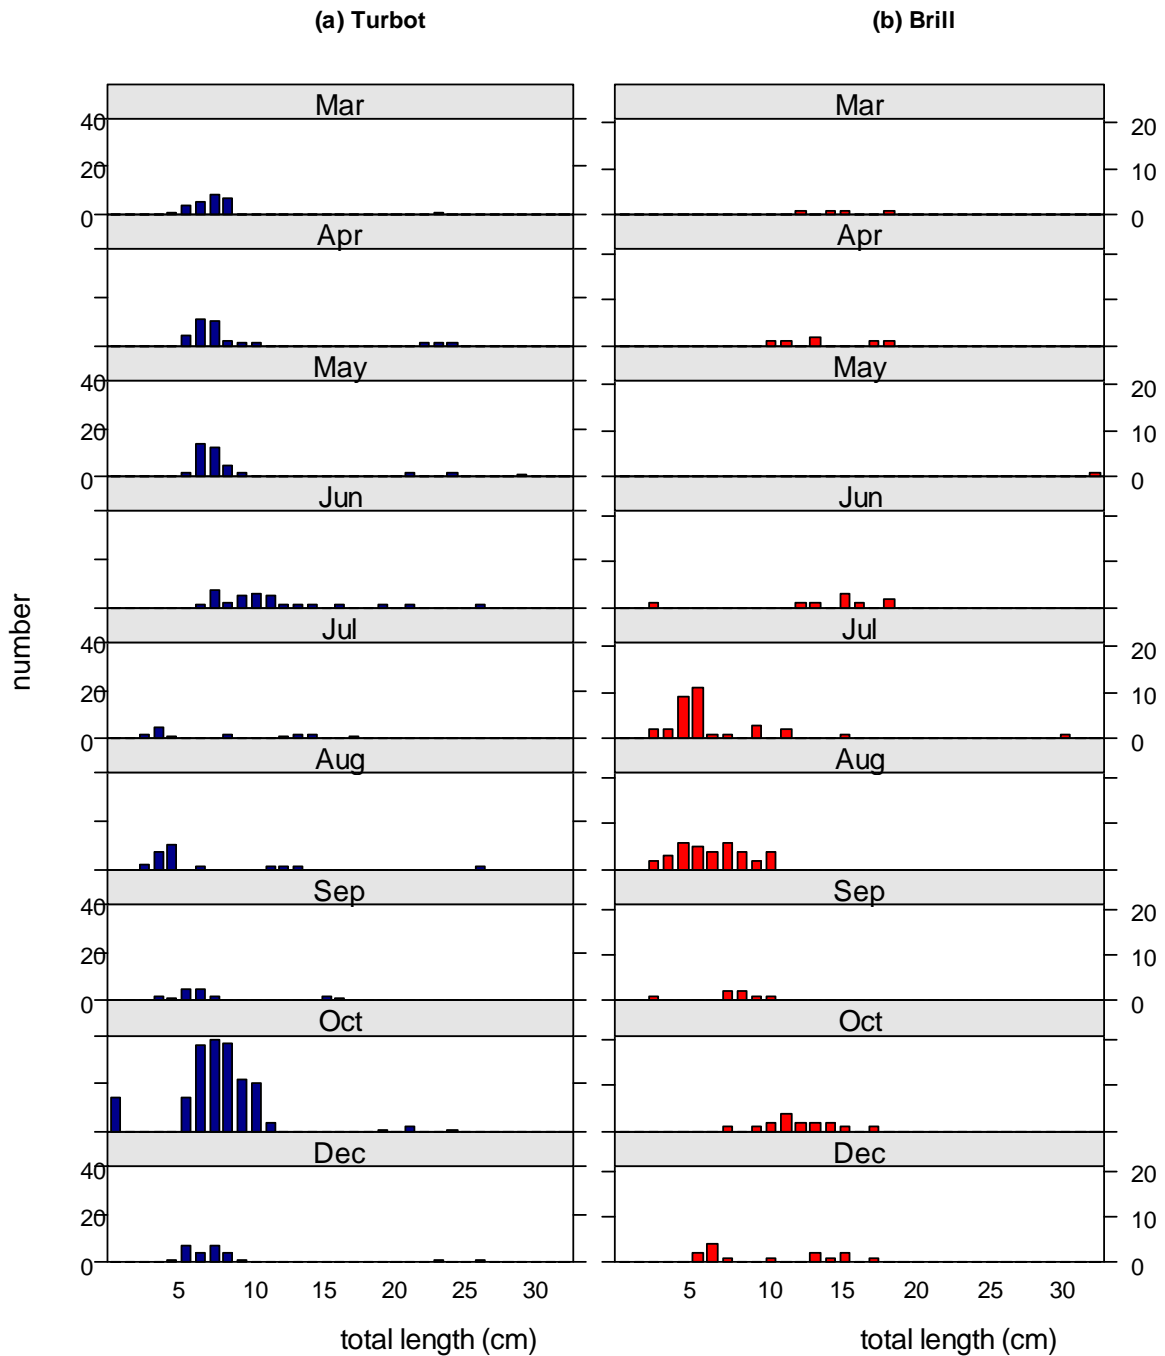 (a) Turbot (b) Brill
Mar Mar
40 20
20 10
0 0
Apr Apr
May May
40 20
20 10
0 0
Jun Jun
number
Jul Jul
40 20
20 10
0 0
Aug Aug
Sep Sep
40 20
20 10
0 0
Oct Oct
Dec Dec
40 20
20 10
0 0
5 10 15 20 25 30 5 10 15 20 25 30
total length (cm) total length (cm)